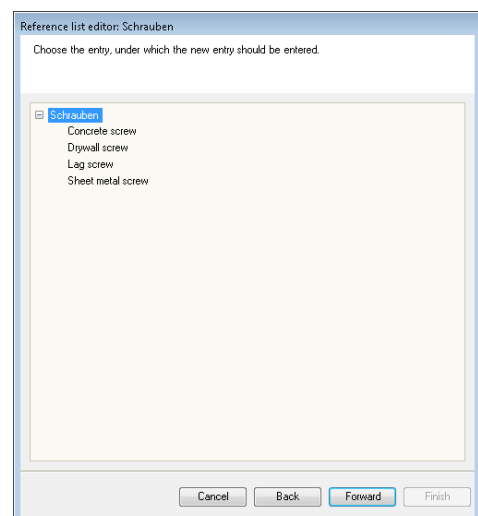 Reference list editor: Schrauben
Choose the entry, under which the new entry should be entered.
Schrauben
Concrete screw
Drywall screw
Lag screw
Sheet metal screw
Cancel Back Forward Finish